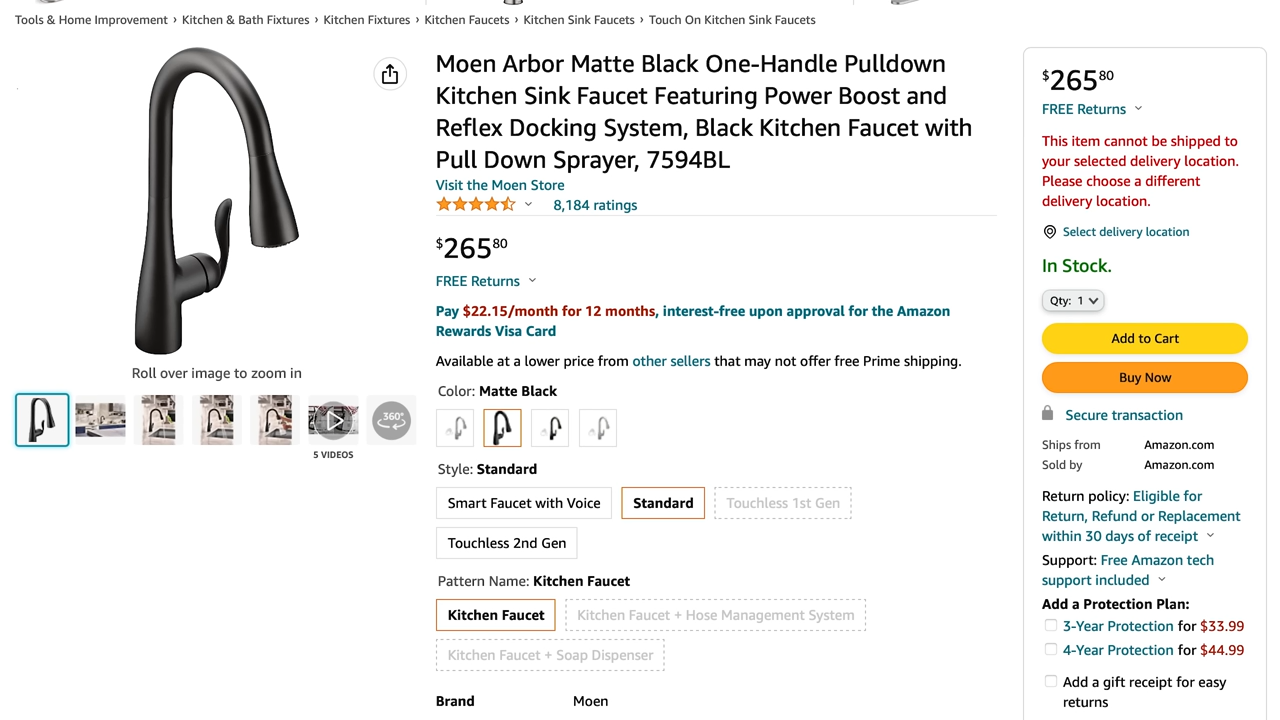 Tools & Home Improvement › Kitchen & Bath Fixtures › Kitchen Fixtures › Kitchen Faucets › Kitchen Sink Faucets › Touch On Kitchen Sink Faucets
Roll over image to zoom in
5 VIDEOS
360°
Moen Arbor Matte Black One-Handle Pulldown
Kitchen Sink Faucet Featuring Power Boost and
Reflex Docking System, Black Kitchen Faucet with
Pull Down Sprayer, 7594BL
Visit the Moen Store
8,184 ratings
$265 80
FREE Returns
Pay $22.15/month for 12 months, interest-free upon approval for the Amazon
Rewards Visa Card
Available at a lower price from other sellers that may not offer free Prime shipping.
Color: Matte Black
Style: Standard
Smart Faucet with Voice
Standard
Touchless 1st Gen
Touchless 2nd Gen
Pattern Name: Kitchen Faucet
Kitchen Faucet
Kitchen Faucet + Hose Management System
Kitchen Faucet + Soap Dispenser
Brand Moen
$265 80
FREE Returns
This item cannot be shipped to
your selected delivery location.
Please choose a different
delivery location.
Select delivery location
In Stock.
Qty: 1
Add to Cart
Buy Now
Secure transaction
Ships from Amazon.com
Sold by Amazon.com
Return policy: Eligible for
Return, Refund or Replacement
within 30 days of receipt
Support: Free Amazon tech
support included
Add a Protection Plan:
3-Year Protection for $33.99
4-Year Protection for $44.99
Add a gift receipt for easy
returns